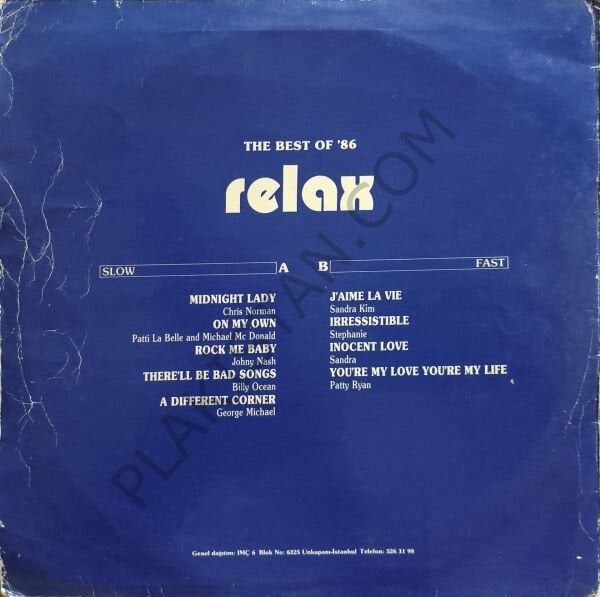 THE BEST OF '86
relax
SLOW A
MIDNIGHT LADY
Chris Norman
ON MY OWN
Patti La Belle and Michael Mc Donald
ROCK ME BABY
Johny Nash
THERE'LL BE BAD SONGS
Billy Ocean
A DIFFERENT CORNER
George Michael
B FAST
J'AIME LA VIE
Sandra Kim
IRRESSISTIBLE
Stephanie
INOCENT LOVE
Sandra
YOU'RE MY LOVE YOU'RE MY LIFE
Patty Ryan
Genel dağıtım: IMÇ 6 Blok No: 6325 Unkapanı-İstanbul Telefon: 526 31 98